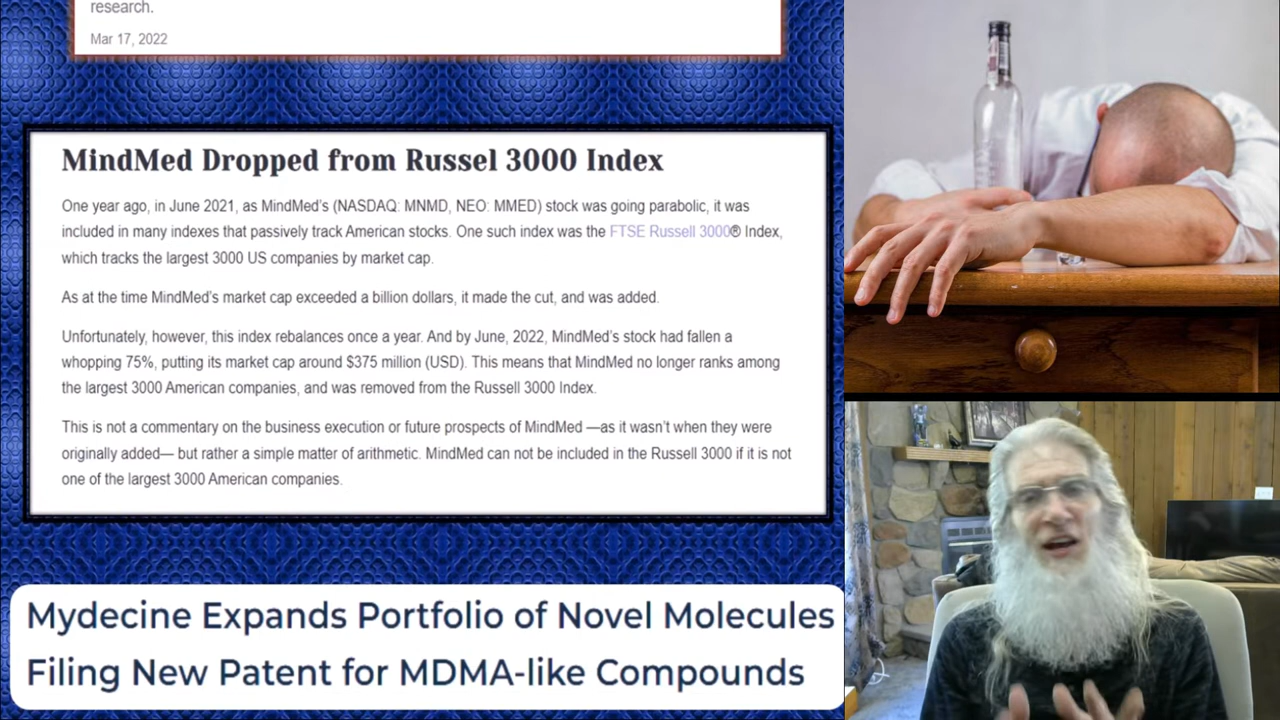 research.
Mar 17, 2022
MindMed Dropped from Russel 3000 Index
One year ago, in June 2021, as MindMed's (NASDAQ: MNMD, NEO: MMED) stock was going parabolic, it was
included in many indexes that passively track American stocks. One such index was the FTSE Russell 3000® Index,
which tracks the largest 3000 US companies by market cap.
As at the time MindMed's market cap exceeded a billion dollars, it made the cut, and was added.
Unfortunately, however, this index rebalances once a year. And by June, 2022, MindMed's stock had fallen a
whopping 75%, putting its market cap around $375 million (USD). This means that MindMed no longer ranks among
the largest 3000 American companies, and was removed from the Russell 3000 Index.
This is not a commentary on the business execution or future prospects of MindMed —as it wasn't when they were
originally added— but rather a simple matter of arithmetic. MindMed can not be included in the Russell 3000 if it is not
one of the largest 3000 American companies.
Mydecine Expands Portfolio of Novel Molecules
Filing New Patent for MDMA-like Compounds